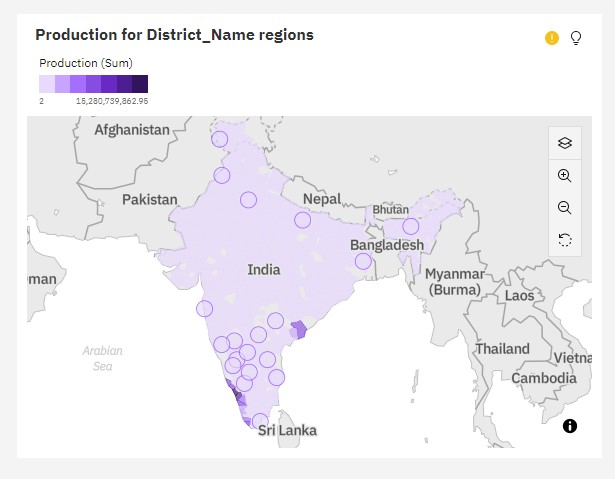 Production for District_Name regions
!
Production (Sum)
2 15,280,739,862.95
Afghanistan
Pakistan
Nepal
Bhutan
Bangladesh
India
Myanmar
(Burma)
Laos
man
Thailand
Vietna
Cambodia
Arabian
Sea
Sri Lanka
i